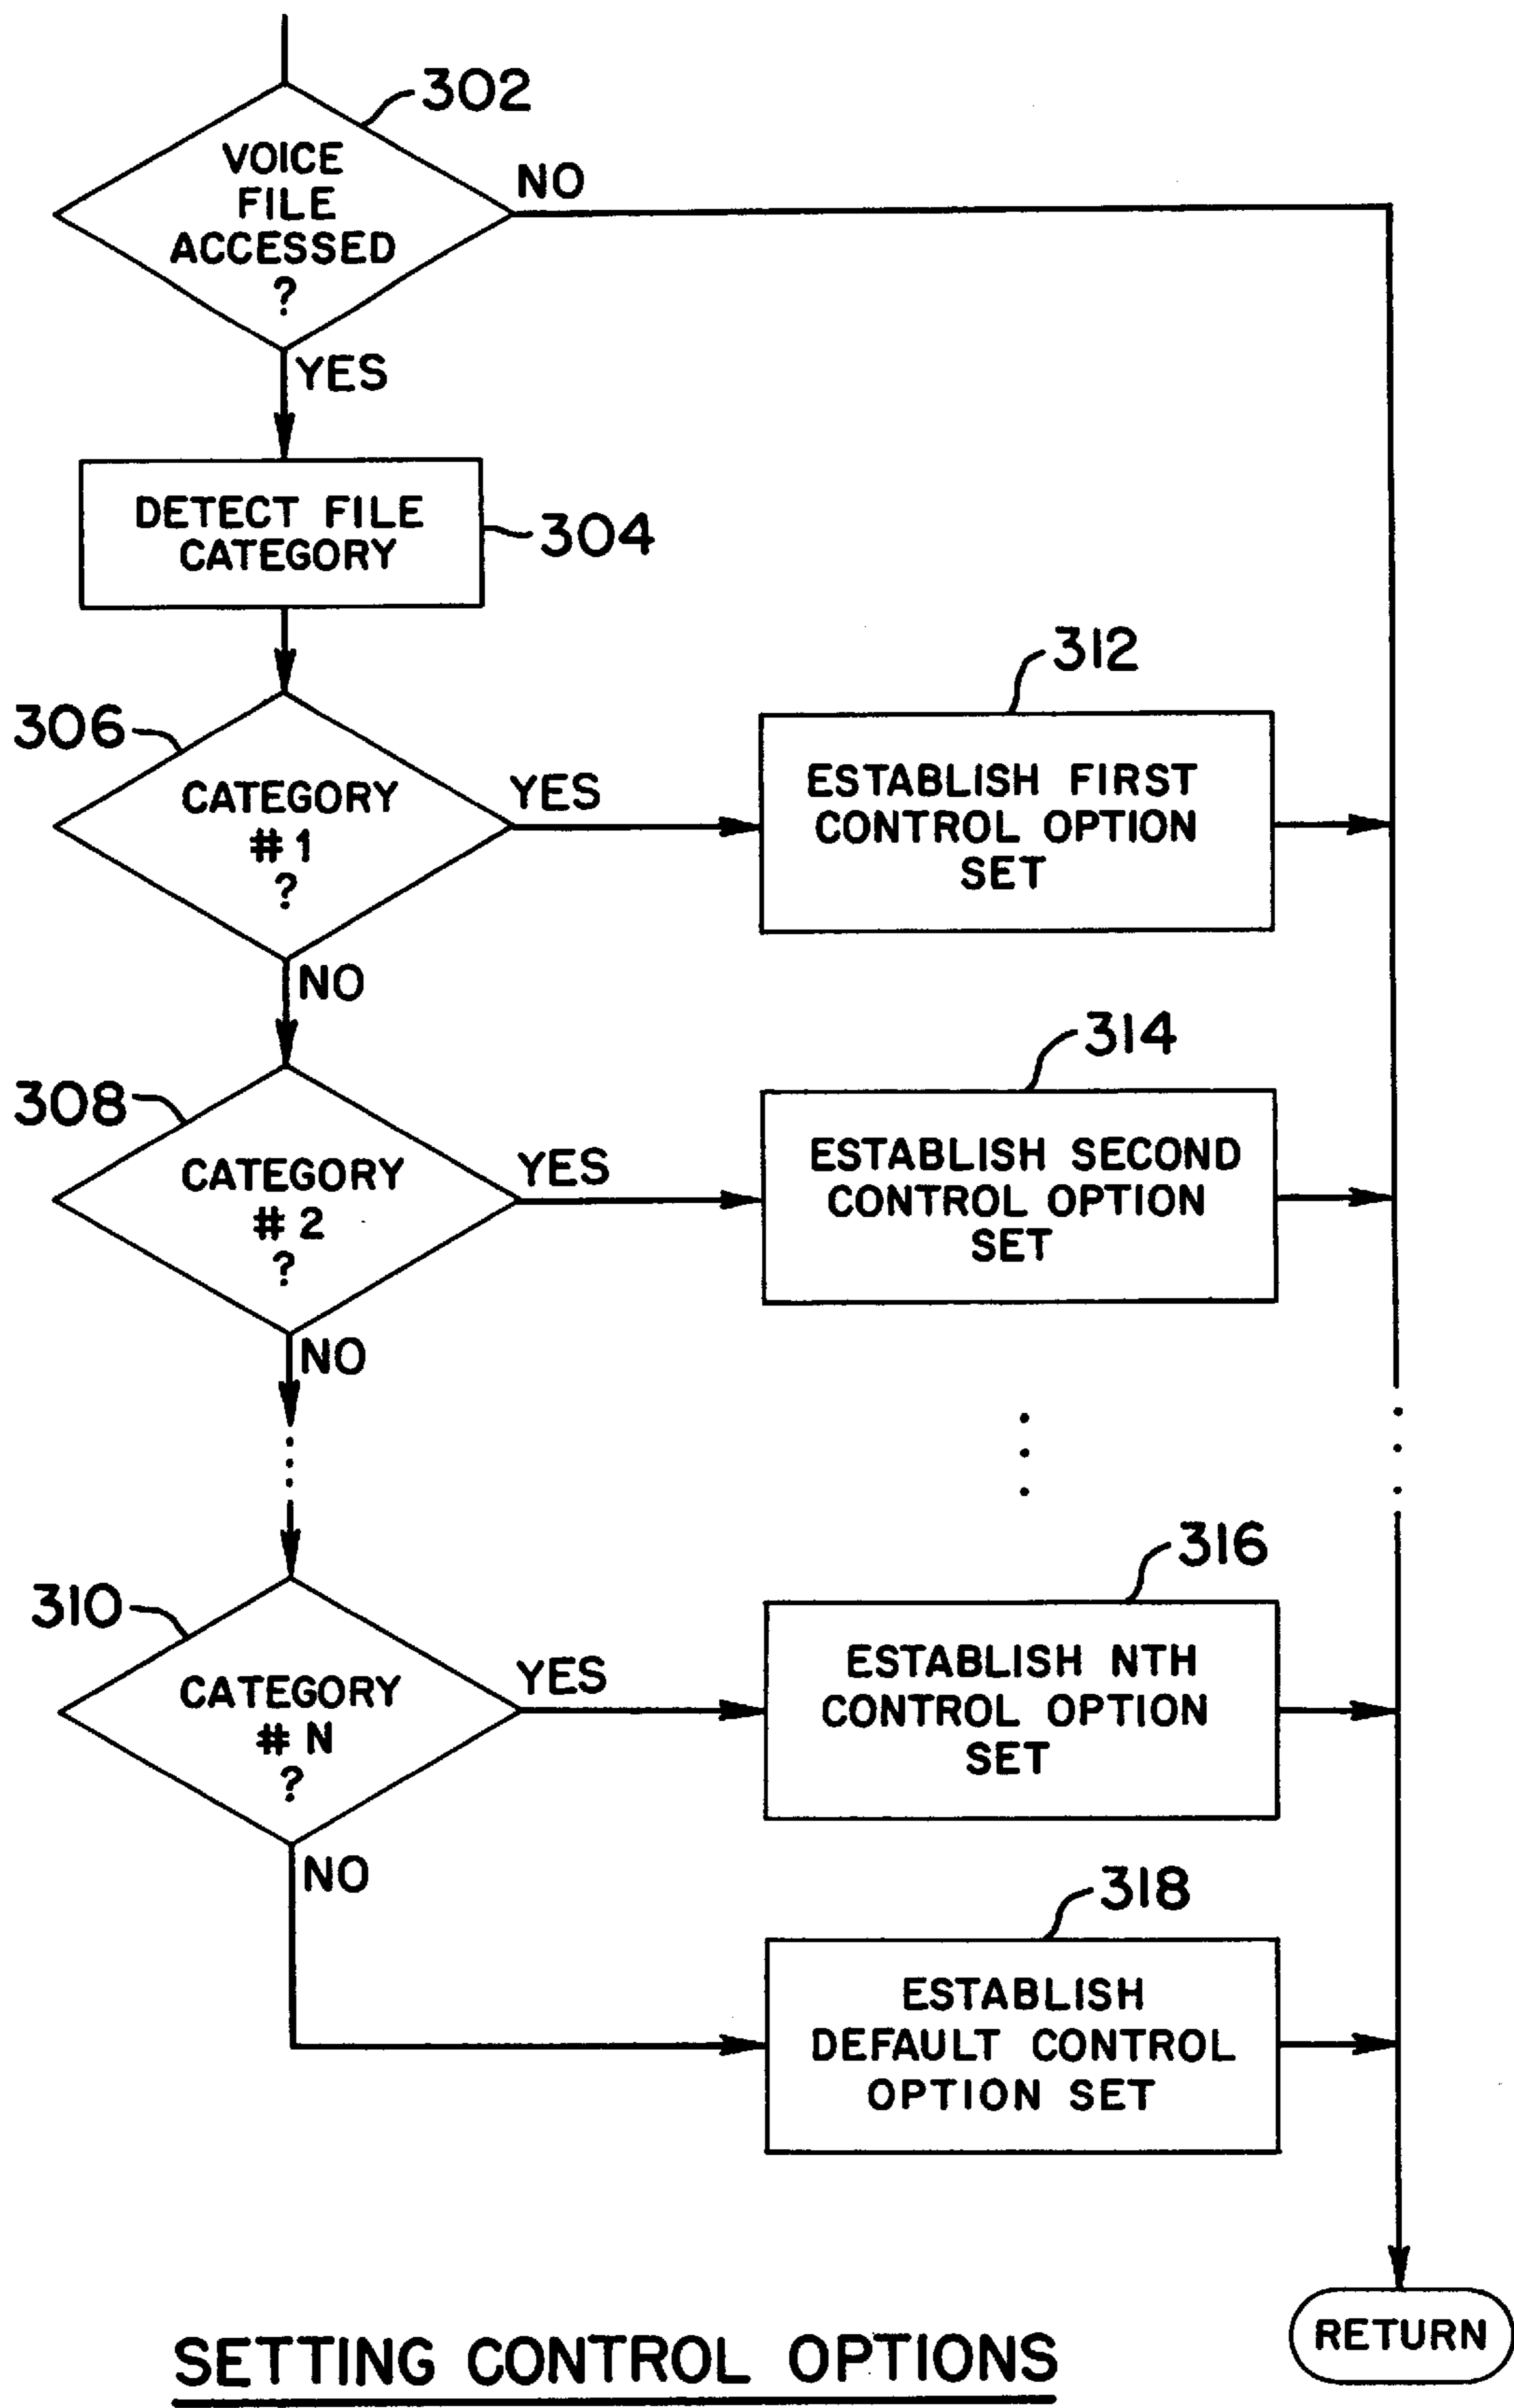 302
VOICE
FILE
ACCESSED
?
NO
YES
DETECT FILE
CATEGORY
304
306
CATEGORY
# 1
?
YES
312
ESTABLISH FIRST
CONTROL OPTION
SET
NO
308
CATEGORY
# 2
?
YES
314
ESTABLISH SECOND
CONTROL OPTION
SET
NO
310
CATEGORY
# N
?
YES
316
ESTABLISH NTH
CONTROL OPTION
SET
NO
318
ESTABLISH
DEFAULT CONTROL
OPTION SET
RETURN
SETTING CONTROL OPTIONS